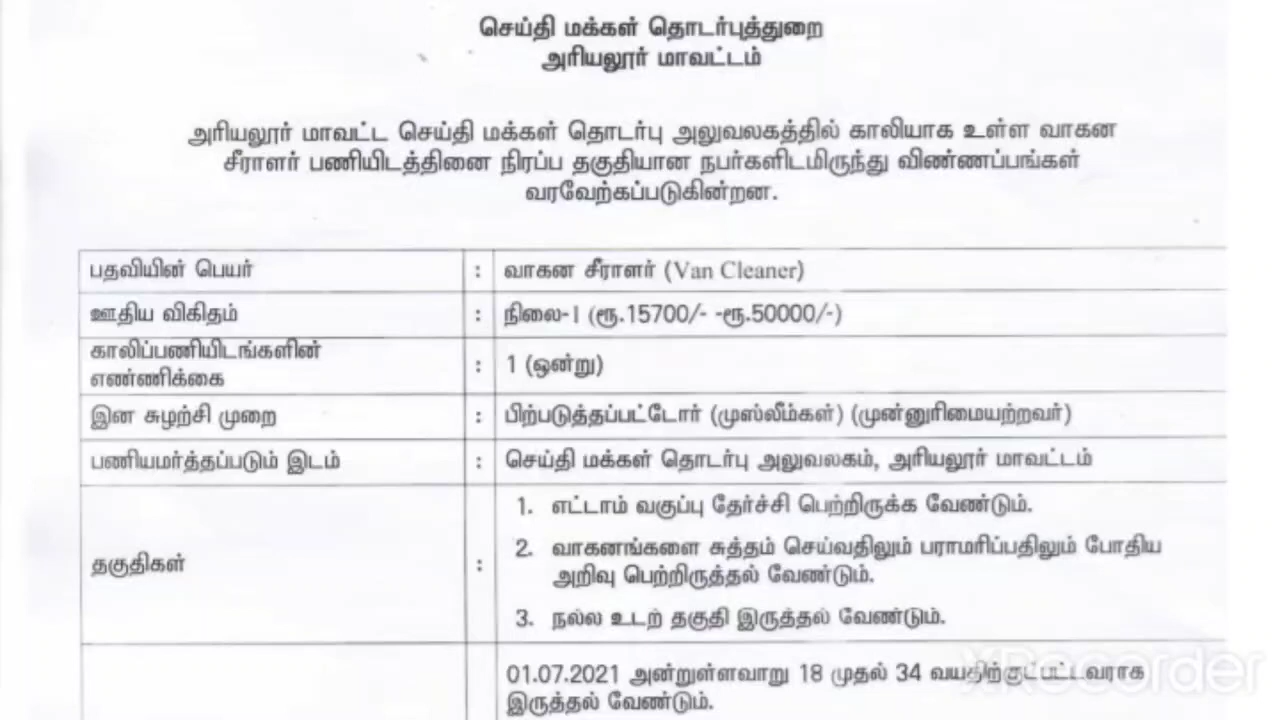 செய்தி மக்கள் தொடர்புத்துறை
அரியலூர் மாவட்டம்
அரியலூர் மாவட்ட செய்தி மக்கள் தொடர்பு அலுவலகத்தில் காலியாக உள்ள வாகன
சீராளர் பணியிடத்தினை நிரப்ப தகுதியான நபர்களிடமிருந்து விண்ணப்பங்கள்
வரவேற்கப்படுகின்றன.
பதவியின் பெயர் : வாகன சீராளர் (Van Cleaner)
ஊதிய விகிதம் : நிலை-I (ரூ.15700/- -ரூ.50000/-)
காலிப்பணியிடங்களின்
எண்ணிக்கை : 1 (ஒன்று)
இன சுழற்சி முறை : பிற்படுத்தப்பட்டோர் (முஸ்லீம்கள்) (முன்னுரிமையற்றவர்)
பணியமர்த்தப்படும் இடம் : செய்தி மக்கள் தொடர்பு அலுவலகம், அரியலூர் மாவட்டம்
தகுதிகள் :
1. எட்டாம் வகுப்பு தேர்ச்சி பெற்றிருக்க வேண்டும்.
2. வாகனங்களை சுத்தம் செய்வதிலும் பராமரிப்பதிலும் போதிய
அறிவு பெற்றிருத்தல் வேண்டும்.
3. நல்ல உடற் தகுதி இருத்தல் வேண்டும்.
01.07.2021 அன்றுள்ளவாறு 18 முதல் 34 வயதிற்குட்பட்டவராக
இருத்தல் வேண்டும்.
XRecorder